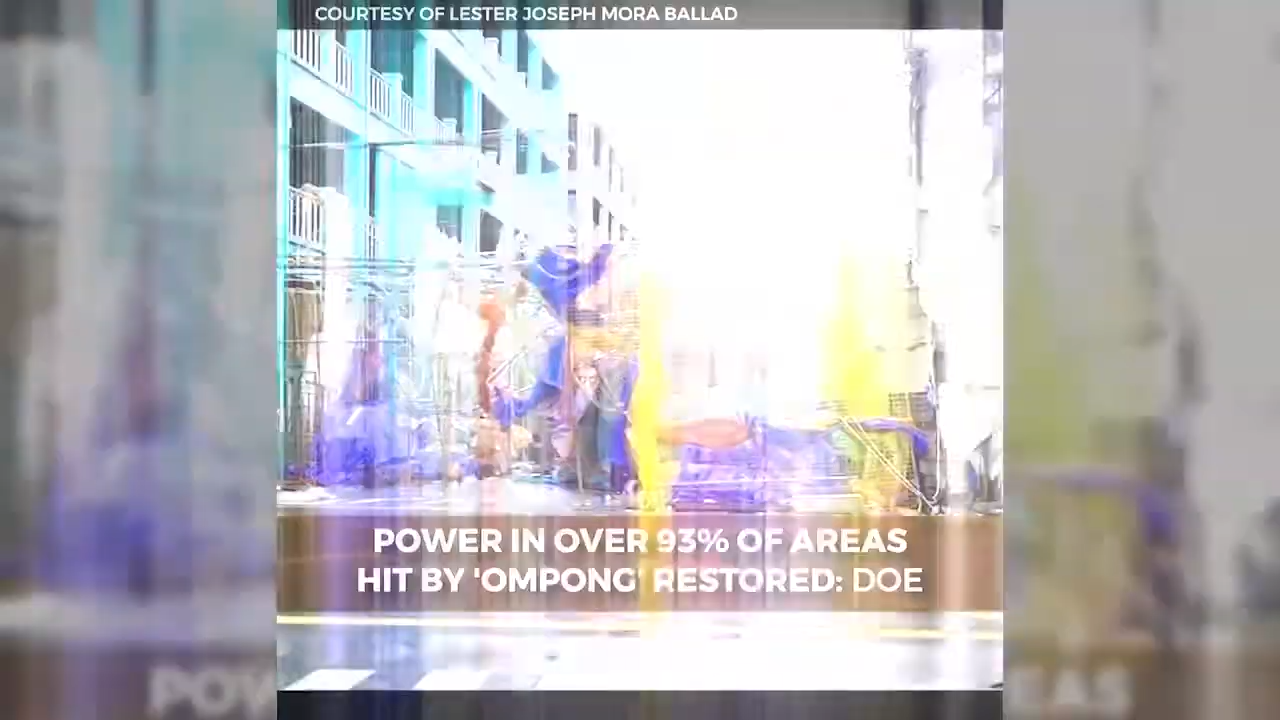 COURTESY OF LESTER JOSEPH MORA BALLAD
POWER IN OVER 93% OF AREAS
HIT BY 'OMPONG' RESTORED: DOE